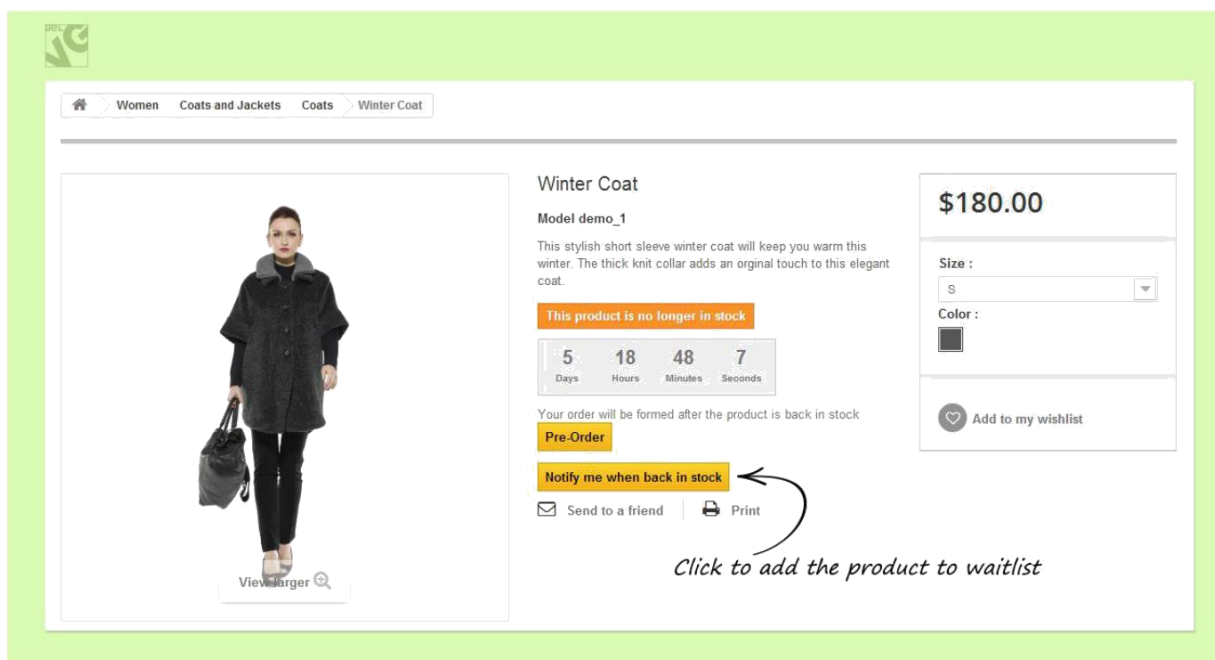 Women Coats and Jackets Coats Winter Coat
Winter Coat
Model demo_1
This stylish short sleeve winter coat will keep you warm this
winter. The thick knit collar adds an orginal touch to this elegant
coat.
This product is no longer in stock
5 18 48 7
Days Hours Minutes Seconds
Your order will be formed after the product is back in stock
Pre-Order
Notify me when back in stock
Send to a friend Print
Click to add the product to waitlist
$180.00
Size :
S
Color :
Add to my wishlist
View larger